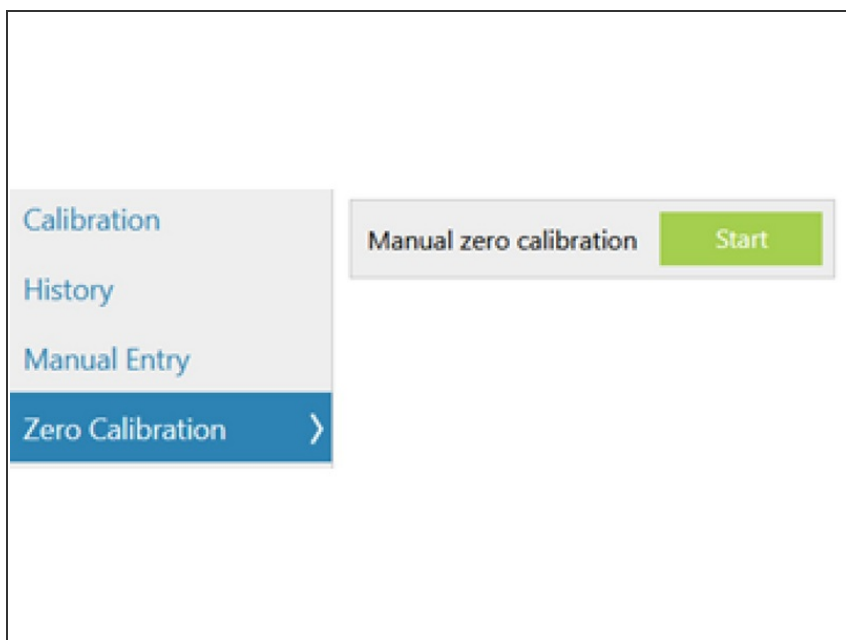 Calibration
History
Manual Entry
Zero Calibration
Manual zero calibration
Start